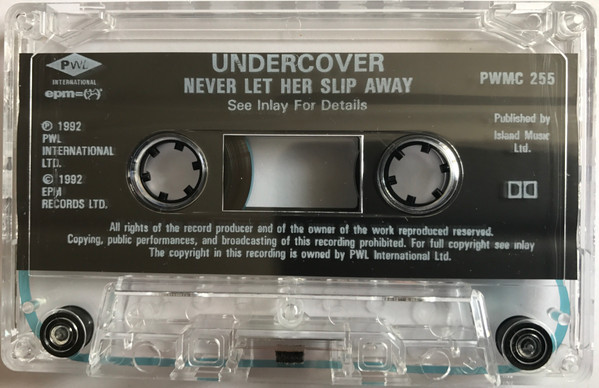 UNDERCOVER
NEVER LET HER SLIP AWAY
See Inlay For Details
PWL
INTERNATIONAL
epm=
PWMC 255
℗ 1992
PWL
INTERNATIONAL
LTD.
© 1992
EPM
RECORDS LTD.
Published by
Island Music
Ltd.
All rights of the record producer and of the owner of the work reproduced reserved.
Copying, public performances, and broadcasting of this recording prohibited. For full copyright see inlay
The copyright in this recording is owned by PWL International Ltd.